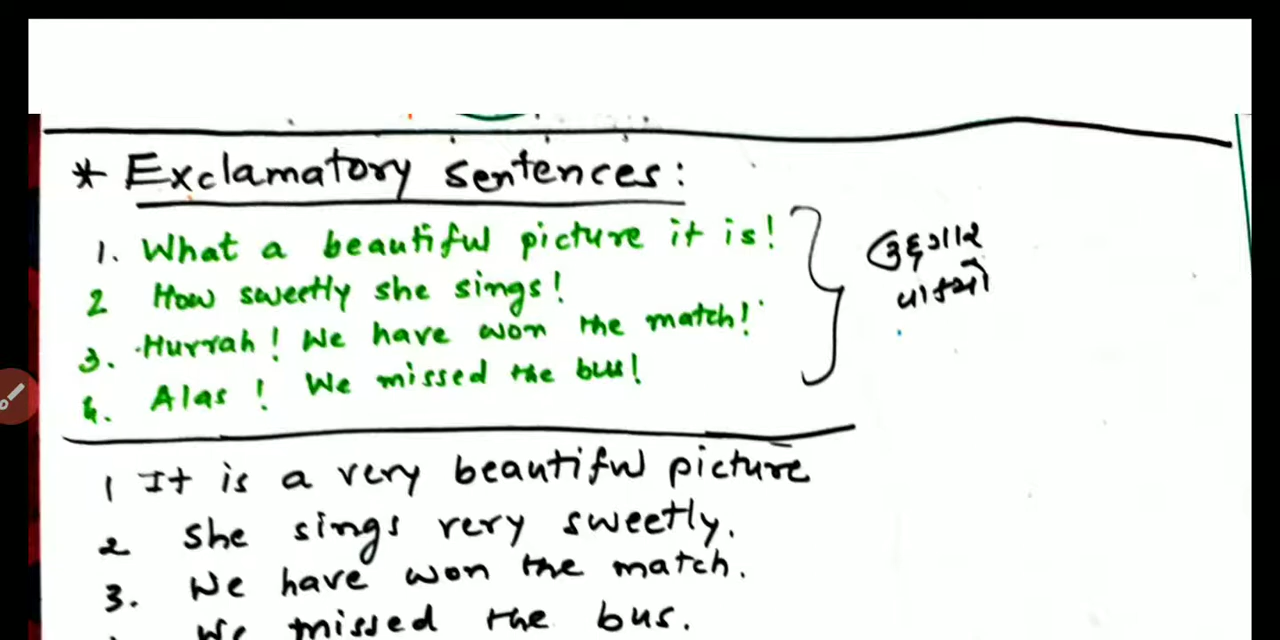 * Exclamatory sentences:
1. What a beautiful picture it is!
2 How sweetly she sings!
3. Hurrah! We have won the match!
4. Alas! We missed the bus!
ઉદ્દગાર
વાક્યો
1 It is a very beautiful picture
2 She sings very sweetly.
3. We have won the match.
We missed the bus.